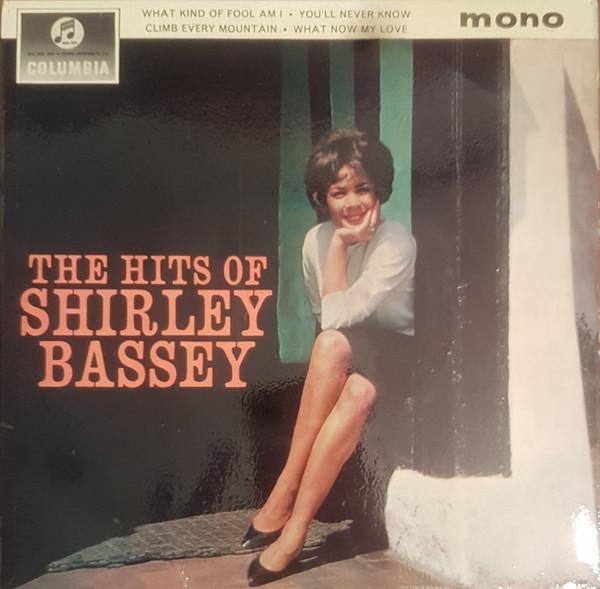 WHAT KIND OF FOOL AM I • YOU'LL NEVER KNOW
CLIMB EVERY MOUNTAIN • WHAT NOW MY LOVE
mono
COLUMBIA
THE HITS OF
SHIRLEY
BASSEY